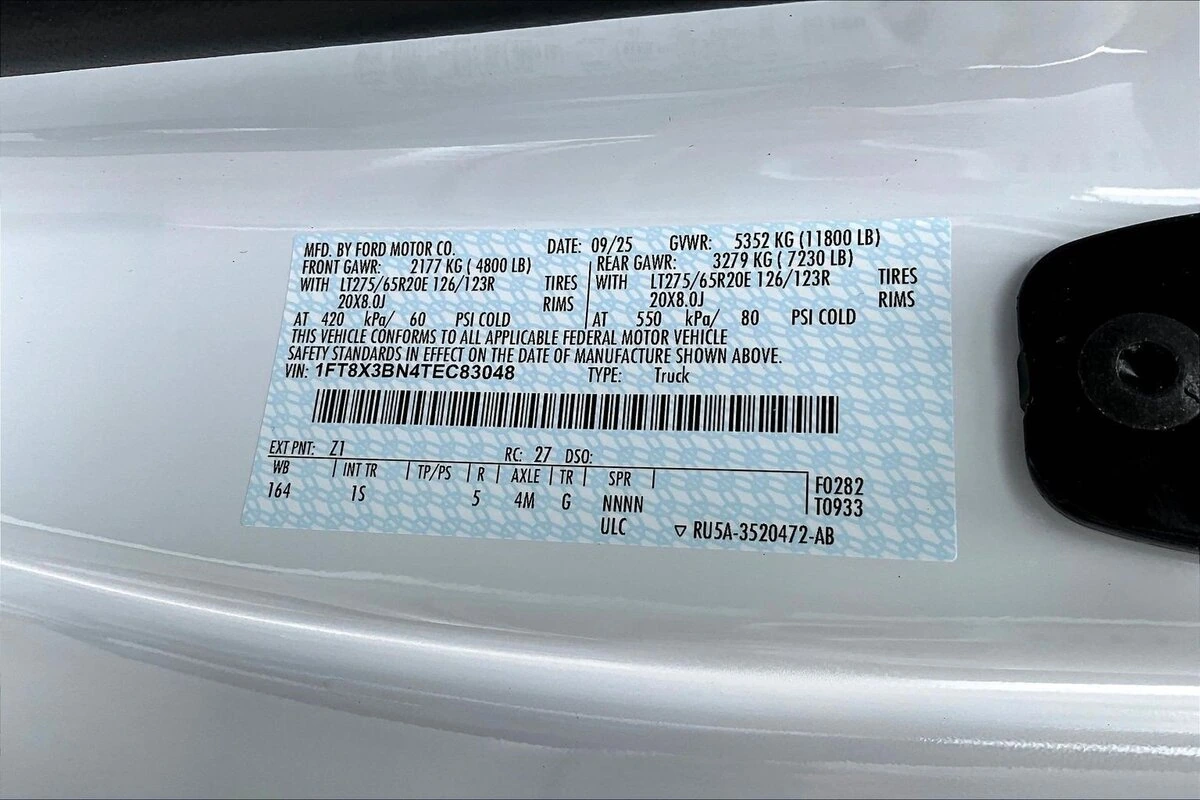 MFD. BY FORD MOTOR CO. DATE: 09/25 GVWR: 5352 KG (11800 LB)
FRONT GAWR: 2177 KG ( 4800 LB) REAR GAWR: 3279 KG ( 7230 LB)
WITH LT275/65R20E 126/123R TIRES WITH LT275/65R20E 126/123R TIRES
20X8.0J RIMS 20X8.0J RIMS
AT 420 kPa/ 60 PSI COLD AT 550 kPa/ 80 PSI COLD
THIS VEHICLE CONFORMS TO ALL APPLICABLE FEDERAL MOTOR VEHICLE
SAFETY STANDARDS IN EFFECT ON THE DATE OF MANUFACTURE SHOWN ABOVE.
VIN: 1FT8X3BN4TEC83048 TYPE: Truck
EXT PNT: Z1 RC: 27 DSO:
WB INT TR TP/PS R AXLE TR SPR F0282
164 1S 5 4M G NNNN T0933
ULC ▽ RU5A-3520472-AB